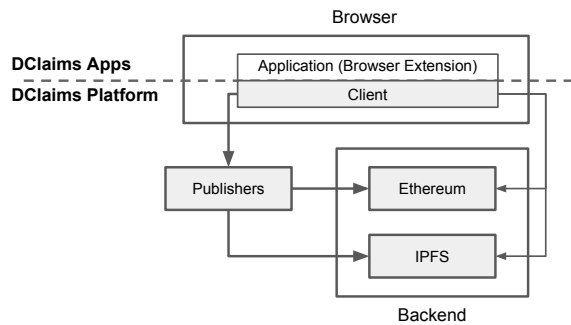 Browser
DClaims Apps
Application (Browser Extension)
DClaims Platform
Client
Publishers
Ethereum
IPFS
Backend